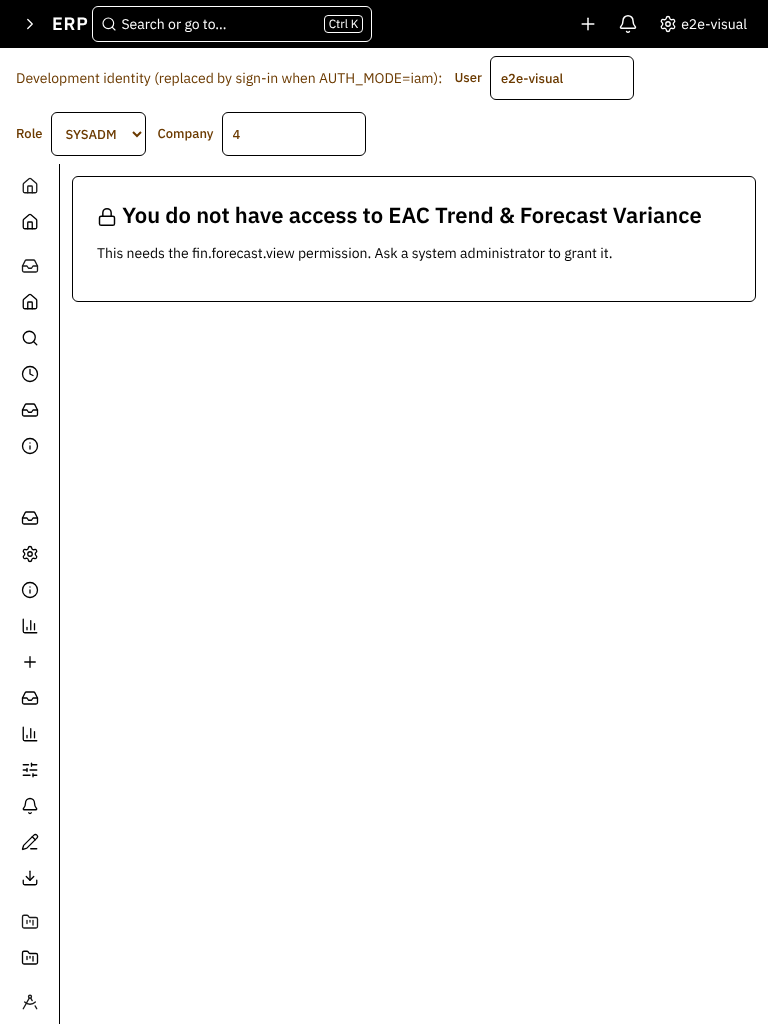 ERP Search or go to... Ctrl K e2e-visual
Development identity (replaced by sign-in when AUTH_MODE=iam): User e2e-visual
Role SYSADM Company 4
You do not have access to EAC Trend & Forecast Variance
This needs the fin.forecast.view permission. Ask a system administrator to grant it.